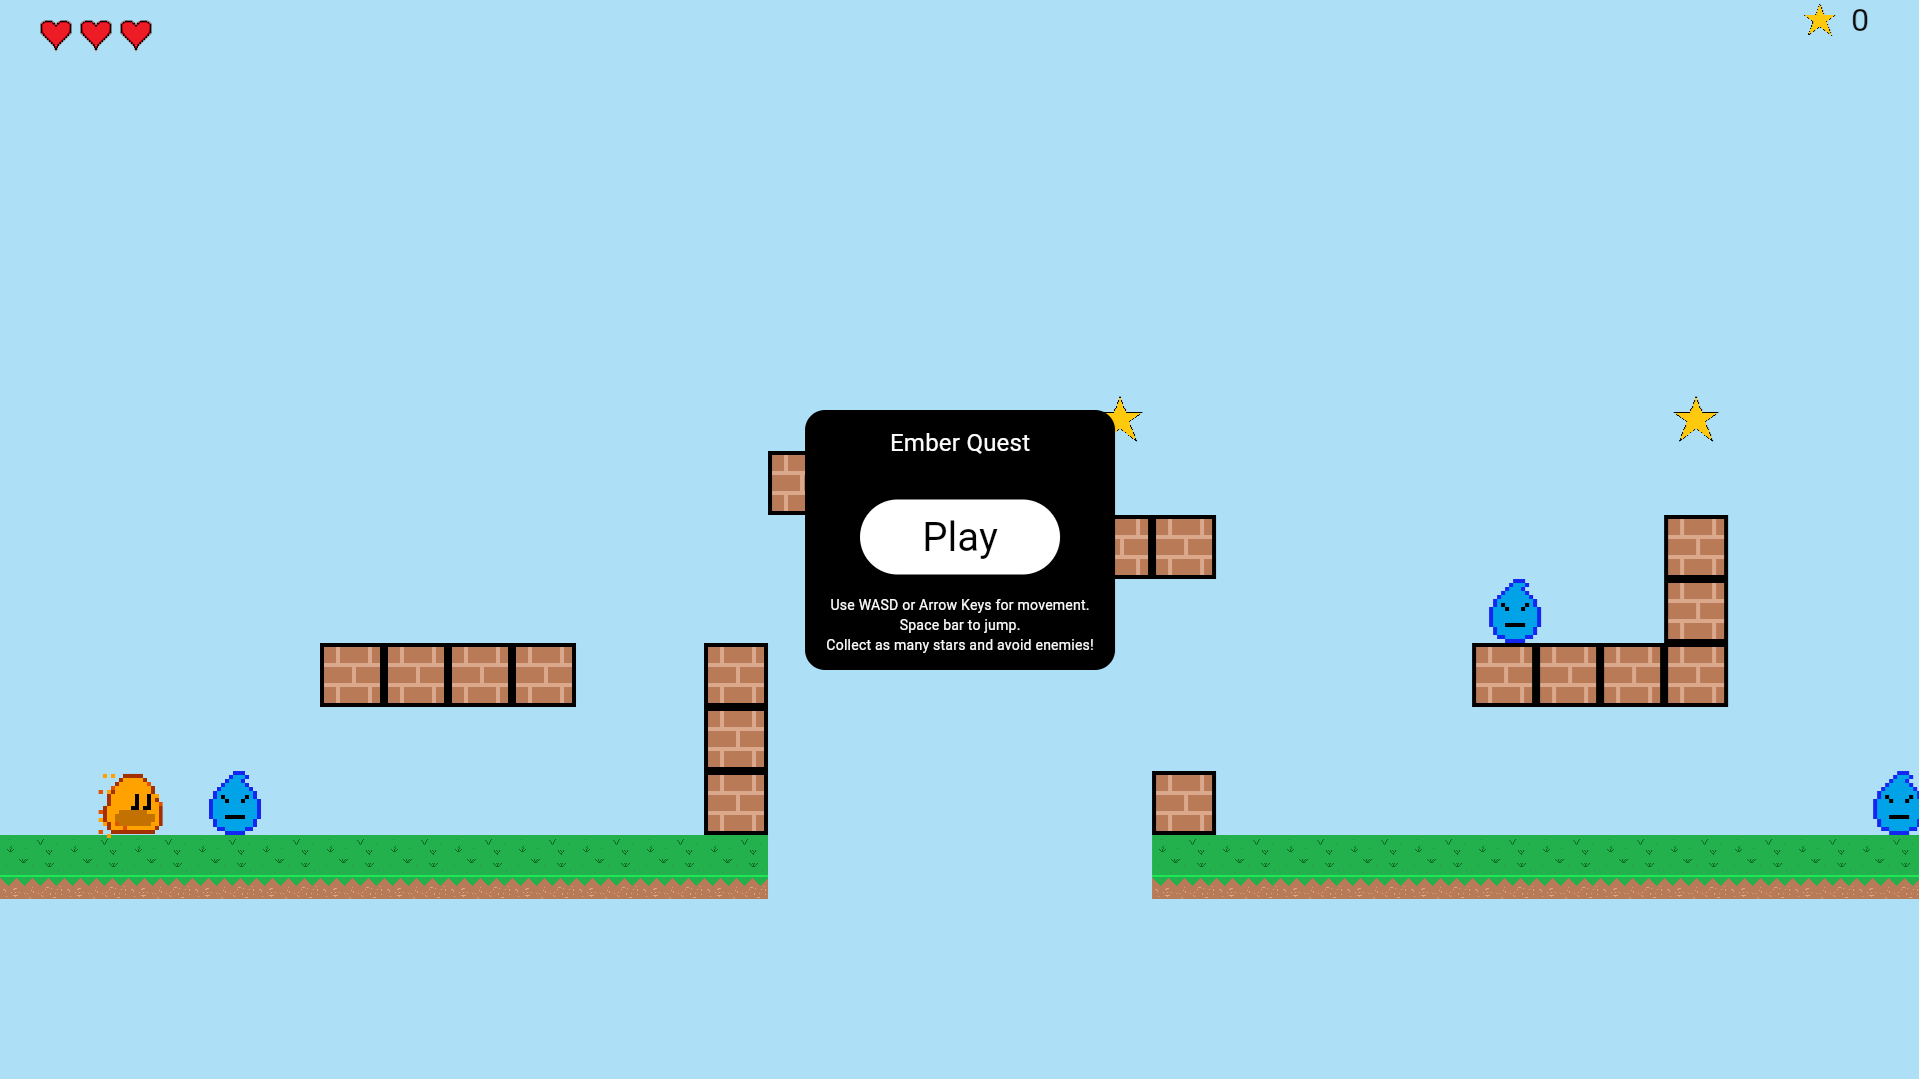 0
Ember Quest
Play
Use WASD or Arrow Keys for movement.
Space bar to jump.
Collect as many stars and avoid enemies!